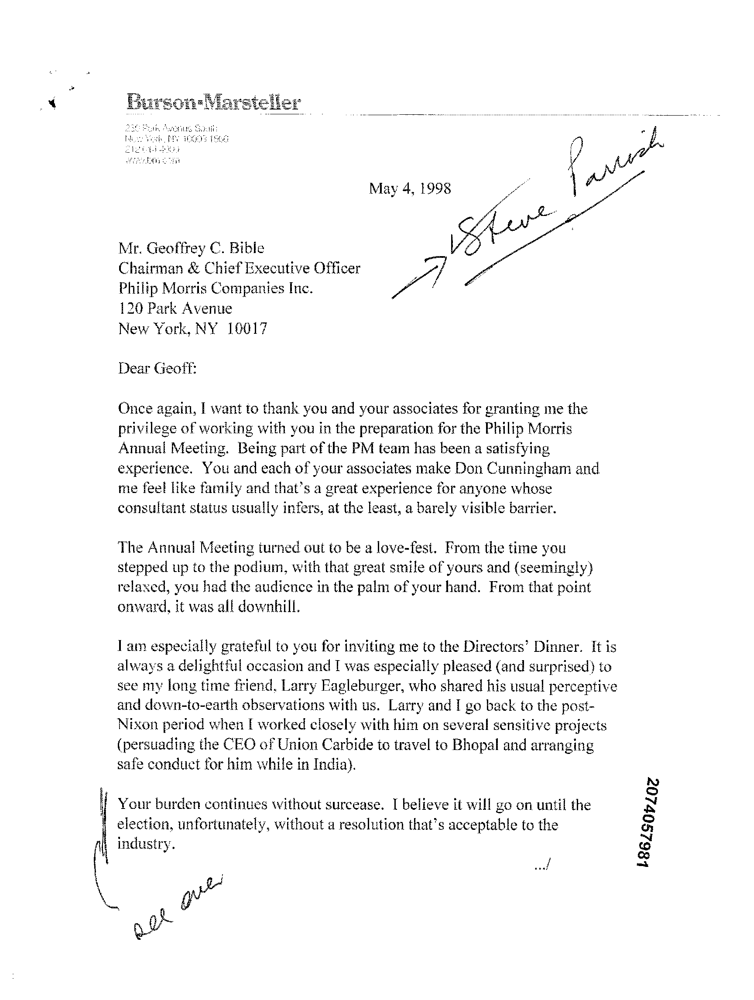 Burson•Marsteller
230 Park Avenue South
New York, NY 10003-1566
www.bm.com
May 4, 1998
Steve Parrish
Mr. Geoffrey C. Bible
Chairman & Chief Executive Officer
Philip Morris Companies Inc.
120 Park Avenue
New York, NY 10017
Dear Geoff:
Once again, I want to thank you and your associates for granting me the
privilege of working with you in the preparation for the Philip Morris
Annual Meeting. Being part of the PM team has been a satisfying
experience. You and each of your associates make Don Cunningham and
me feel like family and that's a great experience for anyone whose
consultant status usually infers, at the least, a barely visible barrier.
The Annual Meeting turned out to be a love-fest. From the time you
stepped up to the podium, with that great smile of yours and (seemingly)
relaxed, you had the audience in the palm of your hand. From that point
onward, it was all downhill.
I am especially grateful to you for inviting me to the Directors' Dinner. It is
always a delightful occasion and I was especially pleased (and surprised) to
see my long time friend, Larry Eagleburger, who shared his usual perceptive
and down-to-earth observations with us. Larry and I go back to the post-
Nixon period when I worked closely with him on several sensitive projects
(persuading the CEO of Union Carbide to travel to Bhopal and arranging
safe conduct for him while in India).
Your burden continues without surcease. I believe it will go on until the
election, unfortunately, without a resolution that's acceptable to the
industry.
.../
see over
2074057981